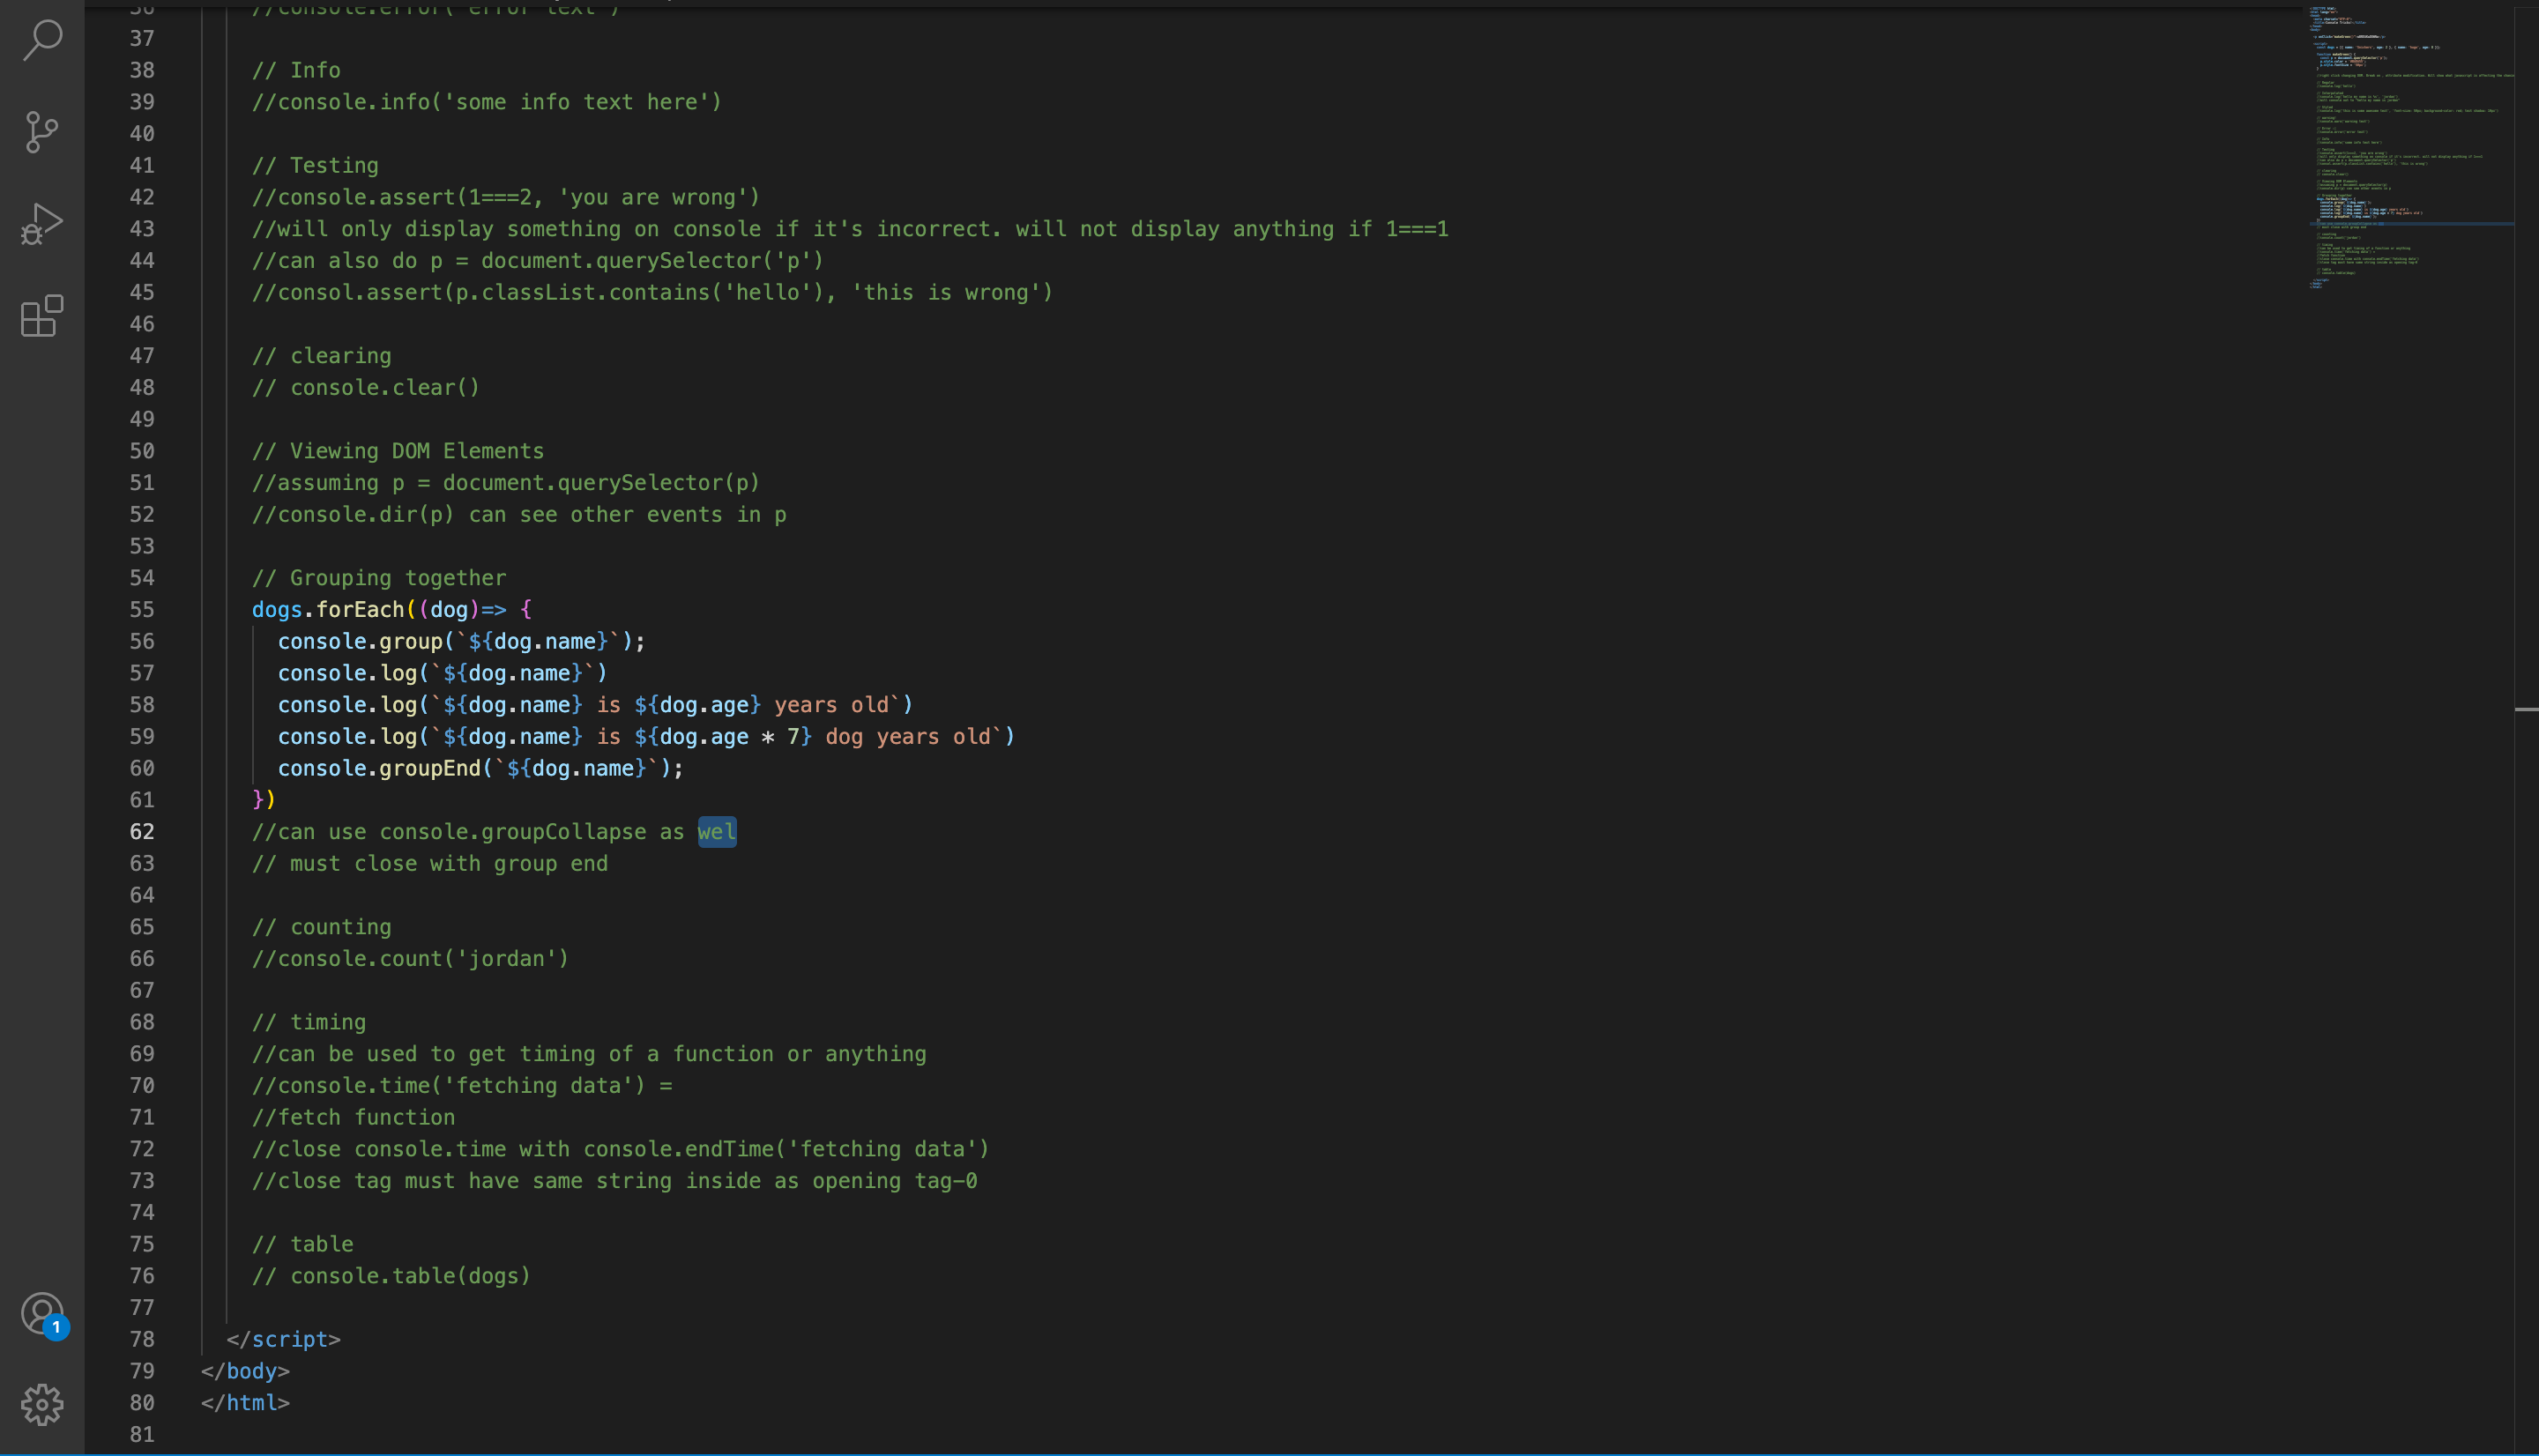 36 //console.error('error text')
37
38 // Info
39 //console.info('some info text here')
40
41 // Testing
42 //console.assert(1===2, 'you are wrong')
43 //will only display something on console if it's incorrect. will not display anything if 1===1
44 //can also do p = document.querySelector('p')
45 //consol.assert(p.classList.contains('hello'), 'this is wrong')
46
47 // clearing
48 // console.clear()
49
50 // Viewing DOM Elements
51 //assuming p = document.querySelector(p)
52 //console.dir(p) can see other events in p
53
54 // Grouping together
55 dogs.forEach((dog)=> {
56 console.group(`${dog.name}`);
57 console.log(`${dog.name}`)
58 console.log(`${dog.name} is ${dog.age} years old`)
59 console.log(`${dog.name} is ${dog.age * 7} dog years old`)
60 console.groupEnd(`${dog.name}`);
61 })
62 //can use console.groupCollapse as wel
63 // must close with group end
64
65 // counting
66 //console.count('jordan')
67
68 // timing
69 //can be used to get timing of a function or anything
70 //console.time('fetching data') =
71 //fetch function
72 //close console.time with console.endTime('fetching data')
73 //close tag must have same string inside as opening tag-0
74
75 // table
76 // console.table(dogs)
77
78 </script>
79 </body>
80 </html>
81
1